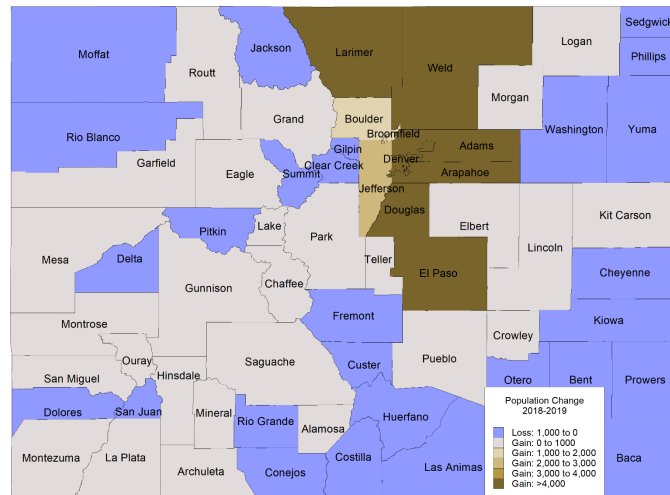 Moffat
Jackson
Larimer
Logan
Sedgwick
Phillips
Routt
Weld
Morgan
Grand
Boulder
Broomfield
Washington
Yuma
Rio Blanco
Gilpin
Adams
Garfield
Eagle
Summit
Clear Creek
Denver
Arapahoe
Jefferson
Douglas
Elbert
Kit Carson
Pitkin
Lake
Park
Lincoln
Mesa
Delta
Teller
El Paso
Cheyenne
Gunnison
Chaffee
Fremont
Kiowa
Montrose
Crowley
Ouray
Hinsdale
Saguache
Custer
Pueblo
San Miguel
Otero
Bent
Prowers
Dolores
San Juan
Mineral
Rio Grande
Alamosa
Huerfano
Montezuma
La Plata
Archuleta
Conejos
Costilla
Las Animas
Baca
Population Change
2018-2019
Loss: 1,000 to 0
Gain: 0 to 1000
Gain: 1,000 to 2,000
Gain: 2,000 to 3,000
Gain: 3,000 to 4,000
Gain: >4,000